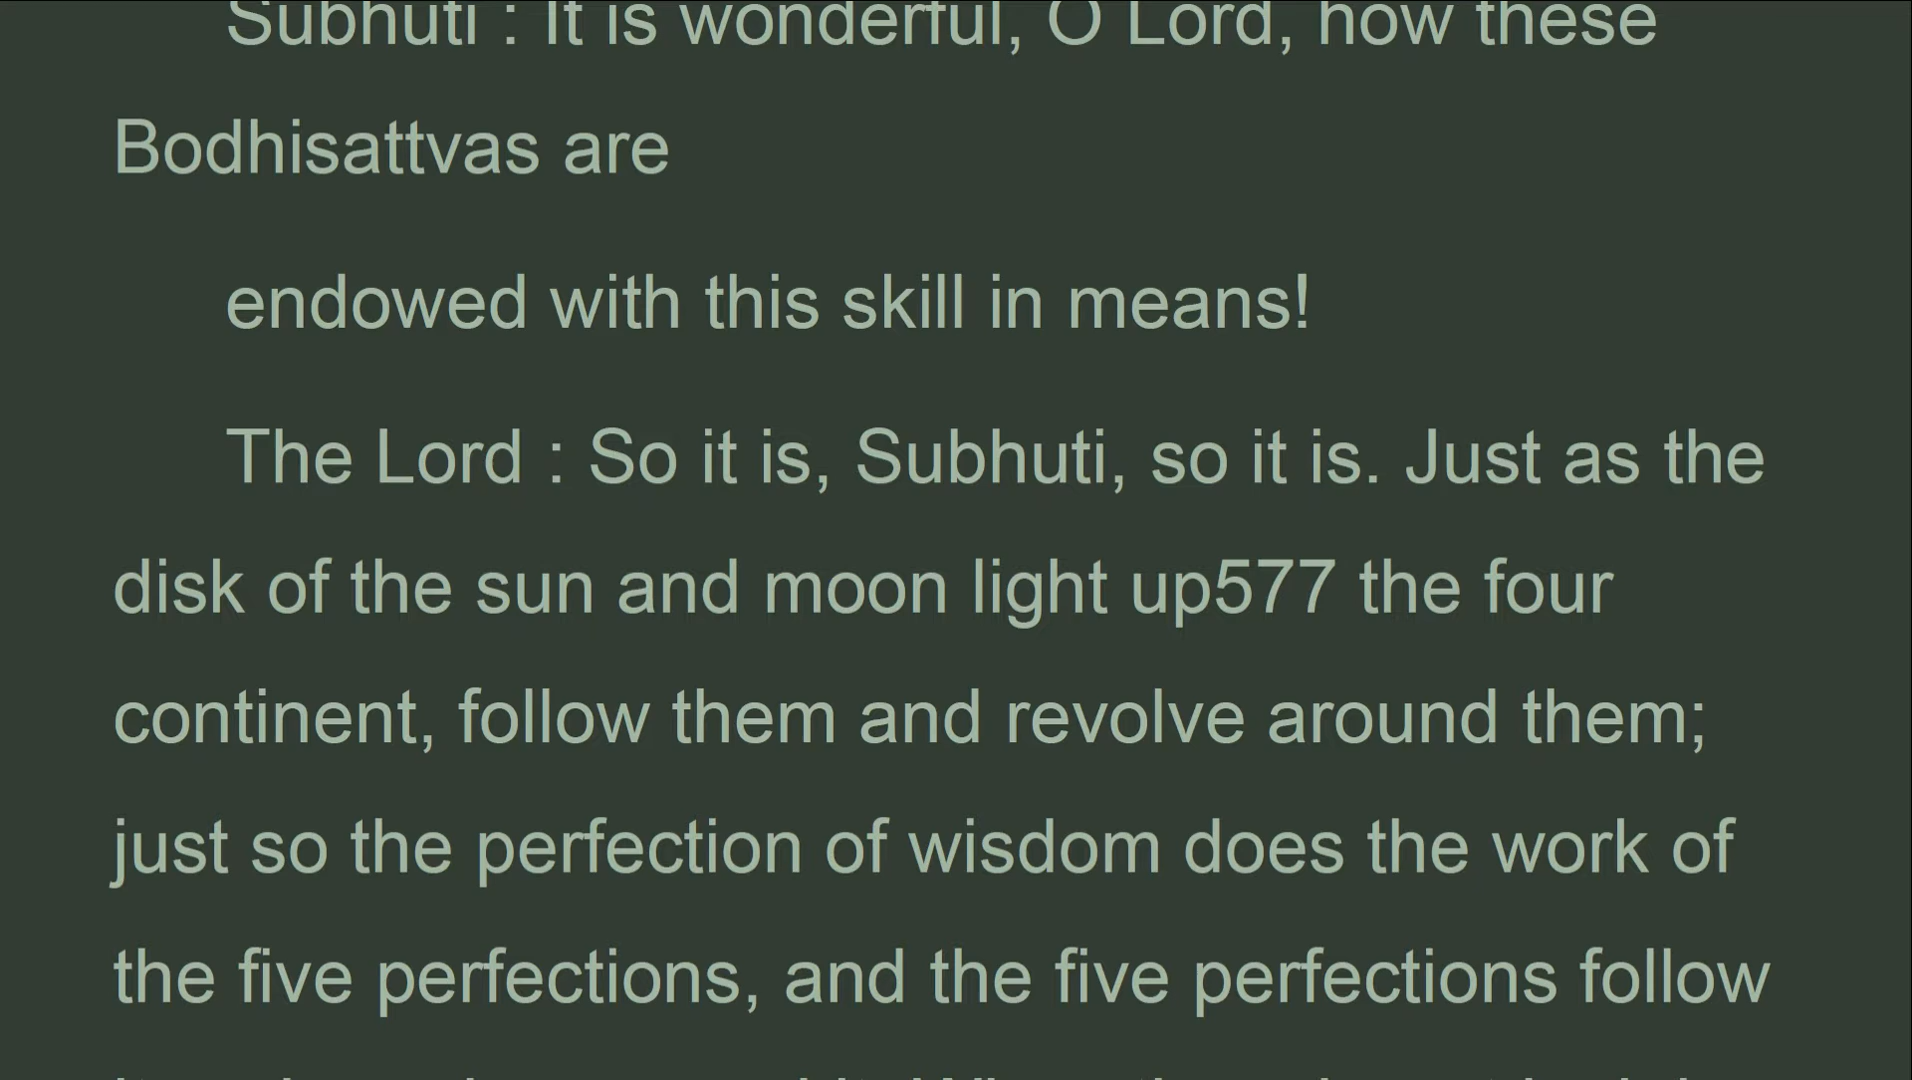 Subhuti : It is wonderful, O Lord, how these
Bodhisattvas are
endowed with this skill in means!
The Lord : So it is, Subhuti, so it is. Just as the
disk of the sun and moon light up577 the four
continent, follow them and revolve around them;
just so the perfection of wisdom does the work of
the five perfections, and the five perfections follow